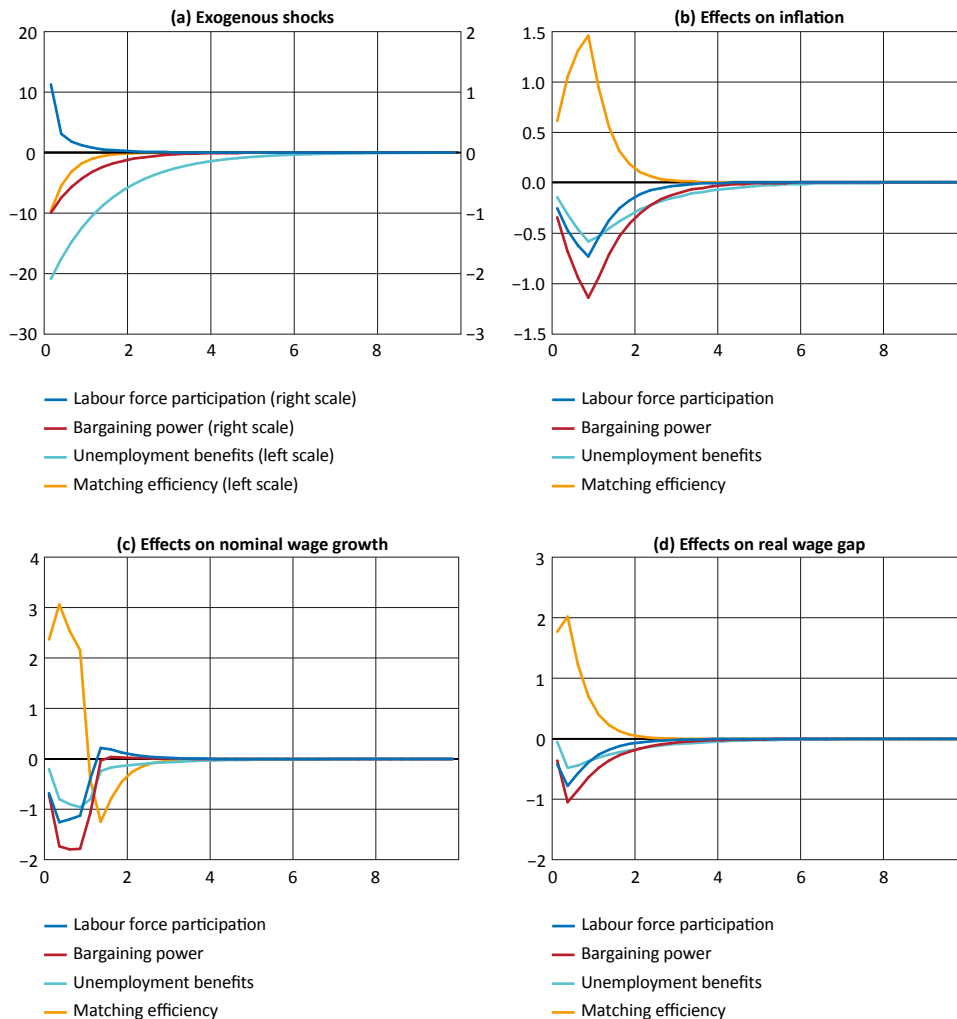 (a) Exogenous shocks
20
10
0
−10
−20
−30
2
1
0
−1
−2
−3
0 2 4 6 8
Labour force participation (right scale)
Bargaining power (right scale)
Unemployment benefits (left scale)
Matching efficiency (left scale)
(b) Effects on inflation
1.5
1.0
0.5
0.0
−0.5
−1.0
−1.5
0 2 4 6 8
Labour force participation
Bargaining power
Unemployment benefits
Matching efficiency
(c) Effects on nominal wage growth
4
3
2
1
0
−1
−2
0 2 4 6 8
Labour force participation
Bargaining power
Unemployment benefits
Matching efficiency
(d) Effects on real wage gap
3
2
1
0
−1
−2
0 2 4 6 8
Labour force participation
Bargaining power
Unemployment benefits
Matching efficiency